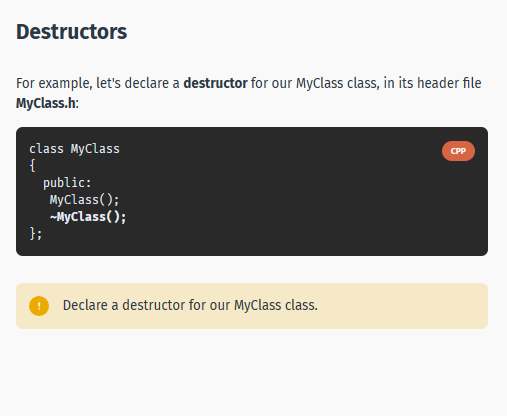 Destructors
For example, let's declare a destructor for our MyClass class, in its header file
MyClass.h:
CPP
class MyClass
{
  public:
   MyClass();
   ~MyClass();
};
! Declare a destructor for our MyClass class.